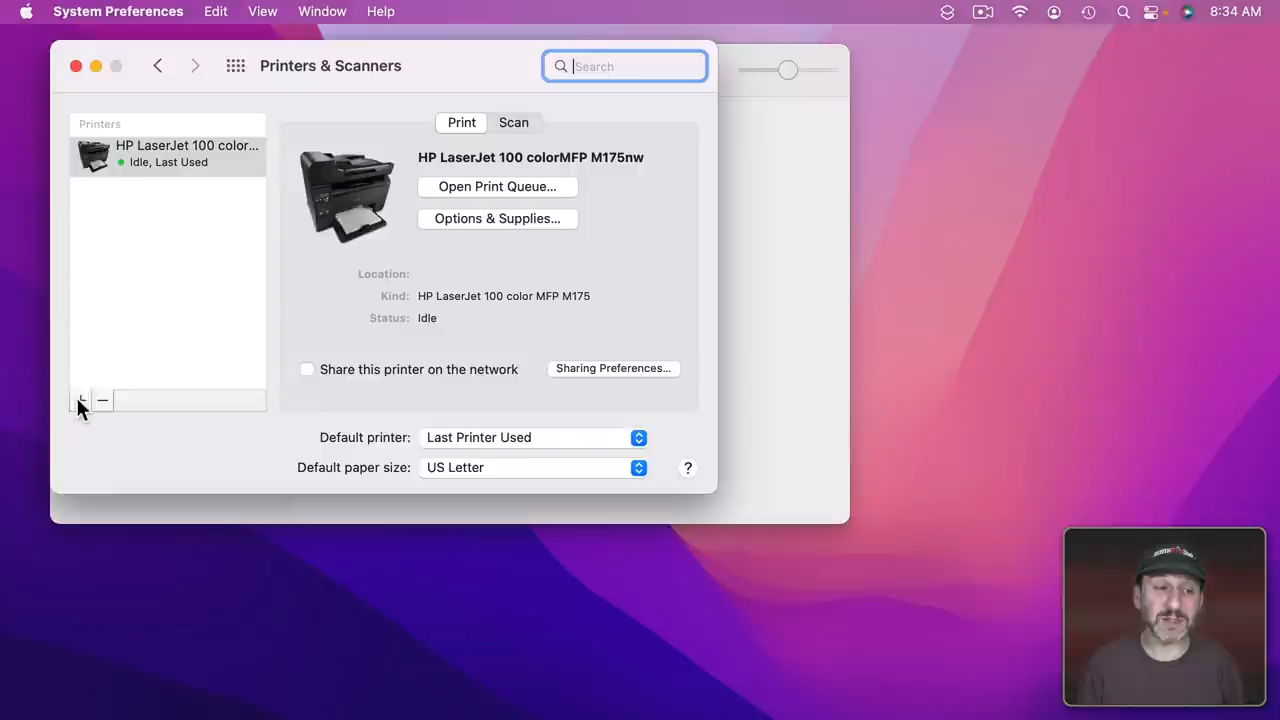 System Preferences Edit View Window Help 8:34 AM
Printers & Scanners
Search
Printers
HP LaserJet 100 color...
Idle, Last Used
Print Scan
HP LaserJet 100 colorMFP M175nw
Open Print Queue...
Options & Supplies...
Location:
Kind: HP LaserJet 100 color MFP M175
Status: Idle
Share this printer on the network Sharing Preferences...
Default printer: Last Printer Used
Default paper size: US Letter ?